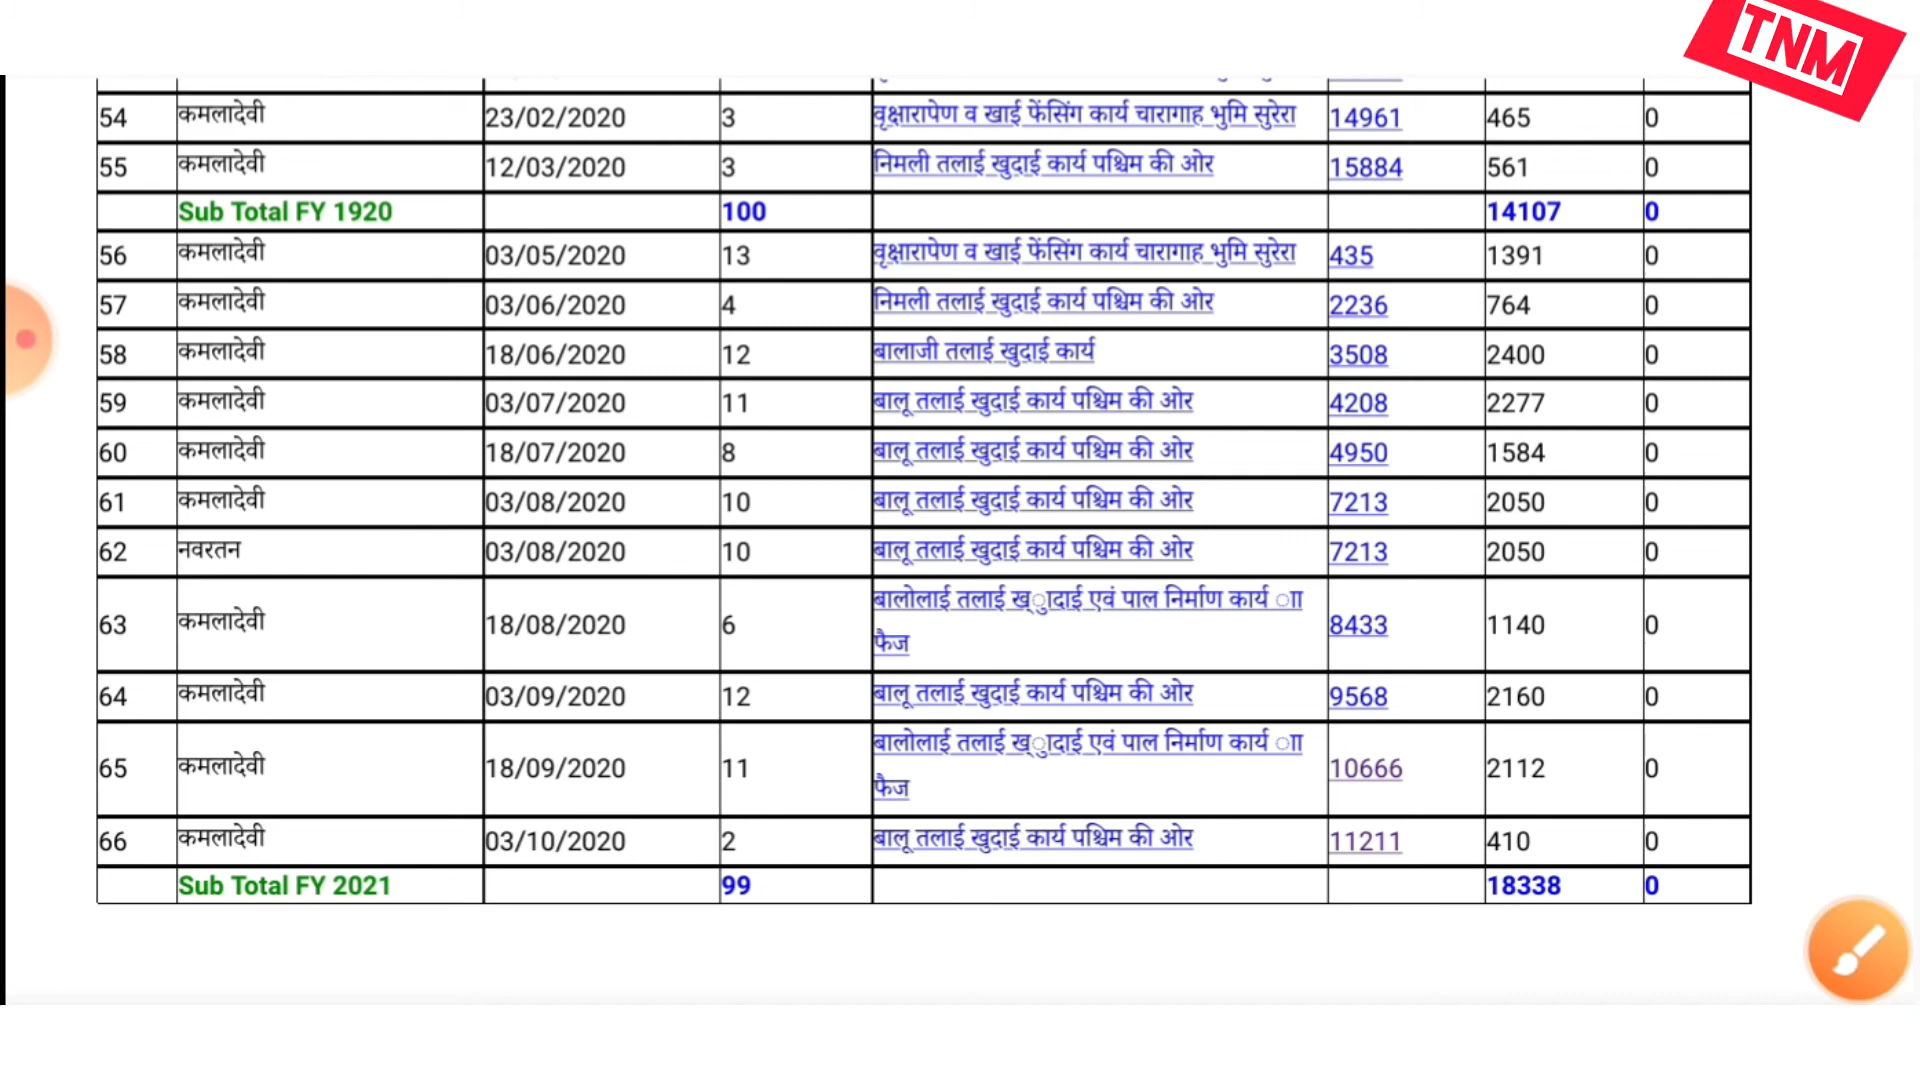 TNM
54 कमलादेवी 23/02/2020 3 वृक्षारापेण व खाई फेंसिंग कार्य चारागाह भुमि सुरेरा 14961 465 0
55 कमलादेवी 12/03/2020 3 निमली तलाई खुदाई कार्य पश्चिम की ओर 15884 561 0
Sub Total FY 1920 100 14107 0
56 कमलादेवी 03/05/2020 13 वृक्षारापेण व खाई फेंसिंग कार्य चारागाह भुमि सुरेरा 435 1391 0
57 कमलादेवी 03/06/2020 4 निमली तलाई खुदाई कार्य पश्चिम की ओर 2236 764 0
58 कमलादेवी 18/06/2020 12 बालाजी तलाई खुदाई कार्य 3508 2400 0
59 कमलादेवी 03/07/2020 11 बालू तलाई खुदाई कार्य पश्चिम की ओर 4208 2277 0
60 कमलादेवी 18/07/2020 8 बालू तलाई खुदाई कार्य पश्चिम की ओर 4950 1584 0
61 कमलादेवी 03/08/2020 10 बालू तलाई खुदाई कार्य पश्चिम की ओर 7213 2050 0
62 नवरतन 03/08/2020 10 बालू तलाई खुदाई कार्य पश्चिम की ओर 7213 2050 0
63 कमलादेवी 18/08/2020 6 बालोलाई तलाई ख्ुादाई एवं पाल निर्माण कार्य ाा 8433 1140 0
फैज
64 कमलादेवी 03/09/2020 12 बालू तलाई खुदाई कार्य पश्चिम की ओर 9568 2160 0
65 कमलादेवी 18/09/2020 11 बालोलाई तलाई ख्ुादाई एवं पाल निर्माण कार्य ाा 10666 2112 0
फैज
66 कमलादेवी 03/10/2020 2 बालू तलाई खुदाई कार्य पश्चिम की ओर 11211 410 0
Sub Total FY 2021 99 18338 0